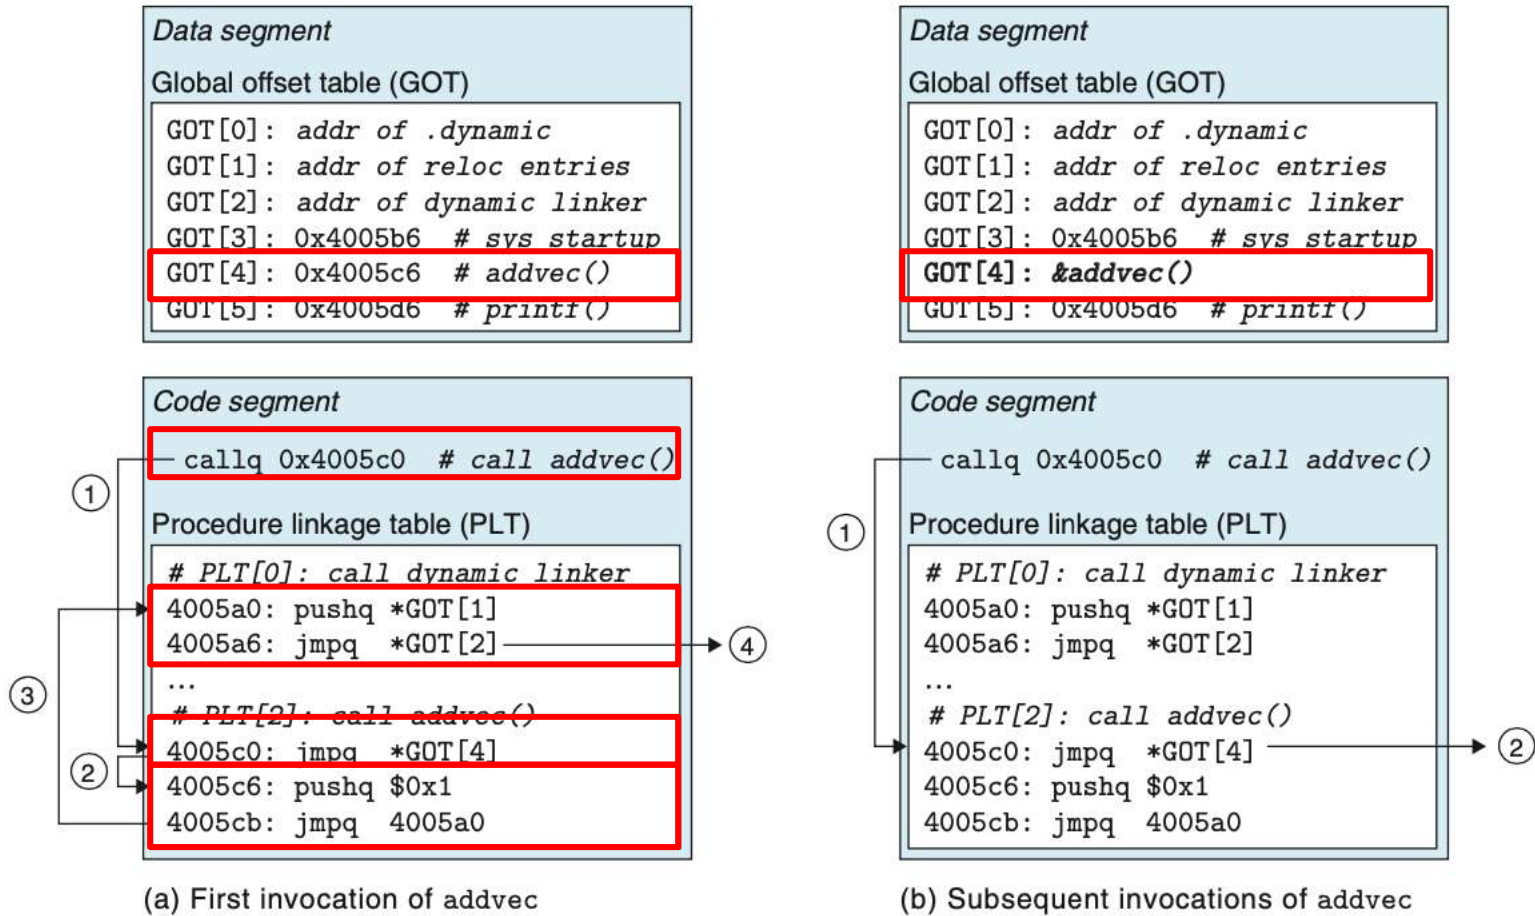 Data segment
Global offset table (GOT)
GOT[0]: addr of .dynamic
GOT[1]: addr of reloc entries
GOT[2]: addr of dynamic linker
GOT[3]: 0x4005b6 # sys startup
GOT[4]: 0x4005c6 # addvec()
GOT[5]: 0x4005d6 # printf()
Code segment
callq 0x4005c0 # call addvec()
1
Procedure linkage table (PLT)
# PLT[0]: call dynamic linker
4005a0: pushq *GOT[1]
4005a6: jmpq *GOT[2]
4
...
3
# PLT[2]: call addvec()
4005c0: jmpq *GOT[4]
2
4005c6: pushq $0x1
4005cb: jmpq 4005a0
(a) First invocation of addvec
Data segment
Global offset table (GOT)
GOT[0]: addr of .dynamic
GOT[1]: addr of reloc entries
GOT[2]: addr of dynamic linker
GOT[3]: 0x4005b6 # sys startup
GOT[4]: &addvec()
GOT[5]: 0x4005d6 # printf()
Code segment
callq 0x4005c0 # call addvec()
1
Procedure linkage table (PLT)
# PLT[0]: call dynamic linker
4005a0: pushq *GOT[1]
4005a6: jmpq *GOT[2]
...
# PLT[2]: call addvec()
4005c0: jmpq *GOT[4]
2
4005c6: pushq $0x1
4005cb: jmpq 4005a0
(b) Subsequent invocations of addvec